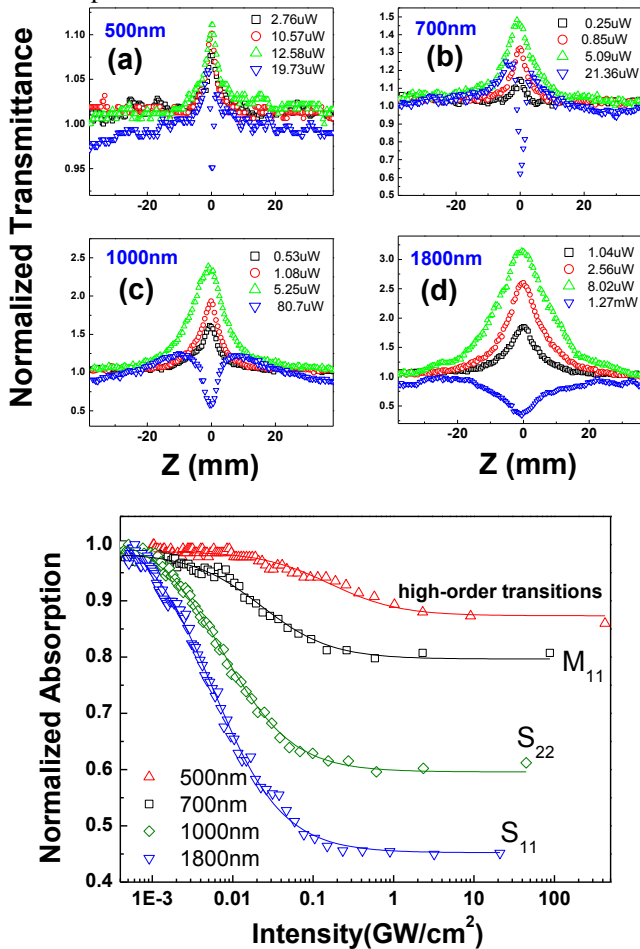 500nm
(a)
2.76uW
10.57uW
12.58uW
19.73uW
1.10
1.05
1.00
0.95
-20
0
20
700nm
(b)
0.25uW
0.85uW
5.09uW
21.36uW
1.5
1.4
1.3
1.2
1.1
1.0
0.9
0.8
0.7
0.6
0.5
-20
0
20
Normalized Transmittance
1000nm
(c)
0.53uW
1.08uW
5.25uW
80.7uW
2.5
2.0
1.5
1.0
0.5
-20
0
20
Z (mm)
1800nm
(d)
1.04uW
2.56uW
8.02uW
1.27mW
3.0
2.5
2.0
1.5
1.0
0.5
-20
0
20
Z (mm)
Normalized Absorption
1.0
0.9
0.8
0.7
0.6
0.5
0.4
high-order transitions
M11
S22
S11
500nm
700nm
1000nm
1800nm
1E-3
0.01
0.1
1
10
100
Intensity(GW/cm²)